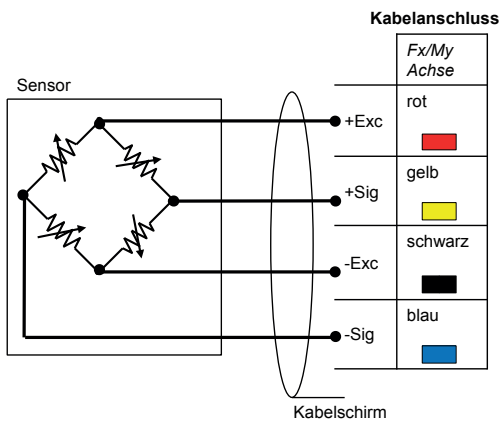 Kabelanschluss
Fx/My
Achse
Sensor
+Exc
rot
+Sig
gelb
-Exc
schwarz
-Sig
blau
Kabelschirm